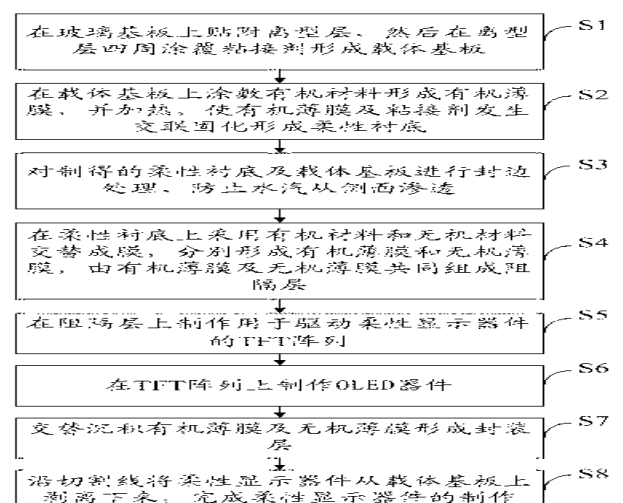 在玻璃基板上贴附离型层、然后在离型
层四周涂覆粘接剂形成载体基板
S1
在载体基板上涂敷有机材料形成有机薄
膜，并加热，使有机薄膜及粘接剂发生
交联固化形成柔性衬底
S2
对制得的柔性衬底及载体基板进行封边
处理、防止水汽从侧面渗透
S3
在柔性衬底上采用有机材料和无机材料
交替成膜，分别形成有机薄膜和无机薄
膜，由有机薄膜及无机薄膜共同组成阻
隔层
S4
在阻隔层上制作用于驱动柔性显示器件
的TFT阵列
S5
在TFT阵列上制作OLED器件
S6
交替沉积有机薄膜及无机薄膜形成封装
层
S7
沿切割线将柔性显示器件从载体基板上
剥离下来，完成柔性显示器件的制作
S8